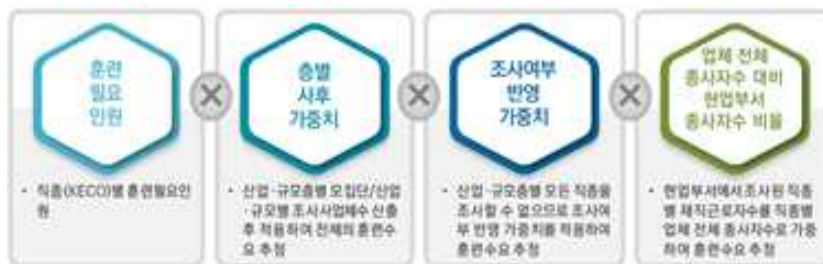 훈련
필요
인원
×
층별
사후
가중치
×
조사여부
반영
가중치
×
업체 전체
종사자수 대비
현업부서
종사자수 비율
• 직종(KECO)별 훈련필요인
원
• 산업·규모층별 모집단/산업
·규모별 조사사업체수 산출
후 적용하여 전체의 훈련수
요 추정
• 산업·규모층별 모든 직종을
조사할 수 없으므로 조사여
부 반영 가중치를 적용하여
훈련수요 추정
• 현업부서에서 조사된 직종
별 재직근로자수를 직종별
업체 전체 종사자수로 가중
하여 훈련수요 추정